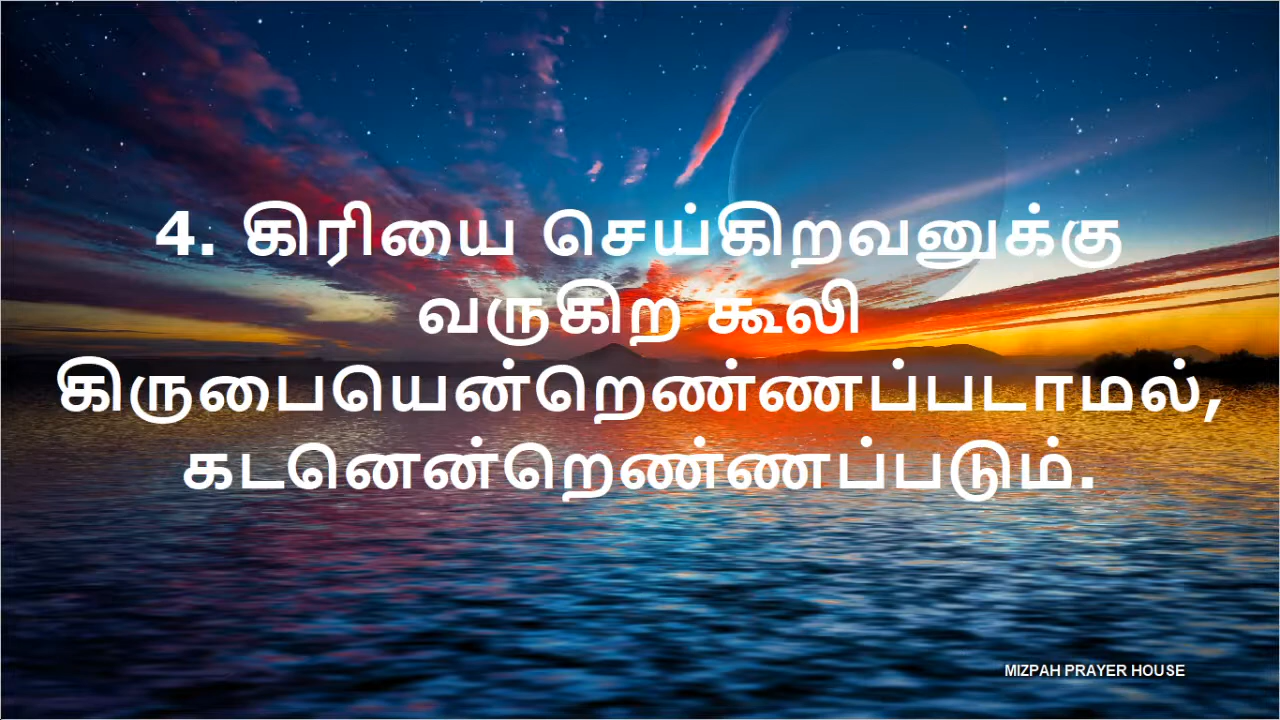 4. கிரியை செய்கிறவனுக்கு
வருகிற கூலி
கிருபையென்றெண்ணப்படாமல்,
கடனென்றெண்ணப்படும்.
MIZPAH PRAYER HOUSE